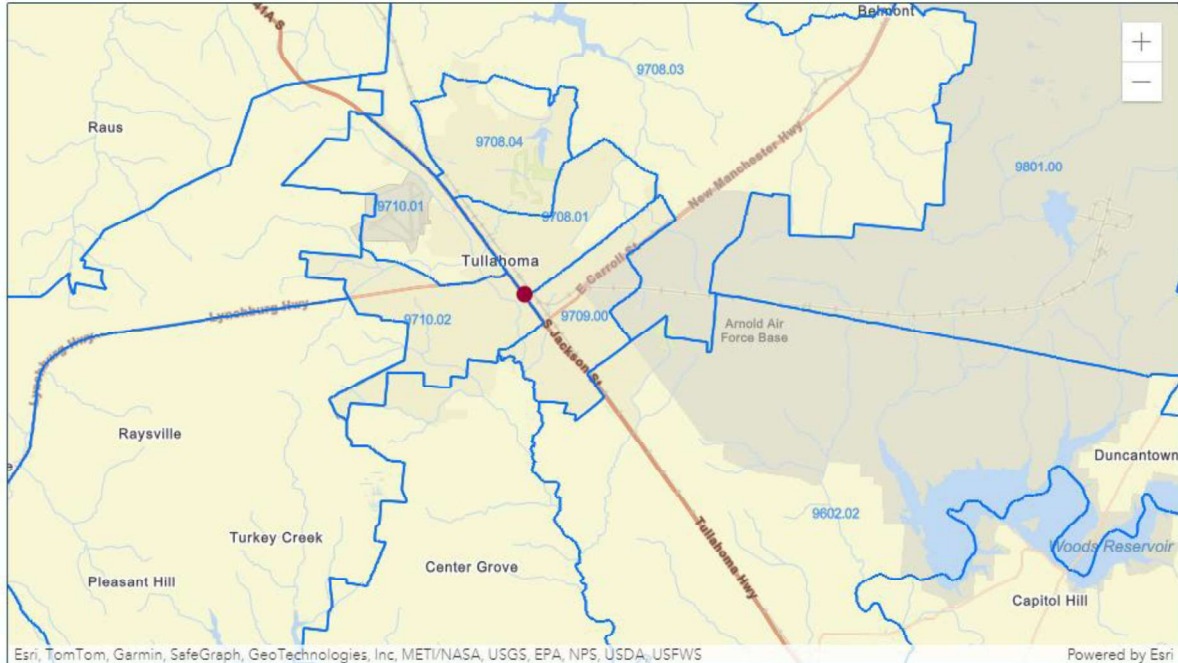 41A-S
Belmont
+
−
9708.03
Raus
9708.04
New Manchester Hwy
9801.00
9710.01
9708.01
Tullahoma
E Carroll St
Lynchburg Hwy
9710.02
9709.00
S Jackson St
Arnold Air
Force Base
Lynchburg Hwy
Raysville
Duncantown
9602.02
Turkey Creek
Center Grove
Tullahoma Hwy
Woods Reservoir
Pleasant Hill
Capitol Hill
Esri, TomTom, Garmin, SafeGraph, GeoTechnologies, Inc, METI/NASA, USGS, EPA, NPS, USDA, USFWS
Powered by Esri